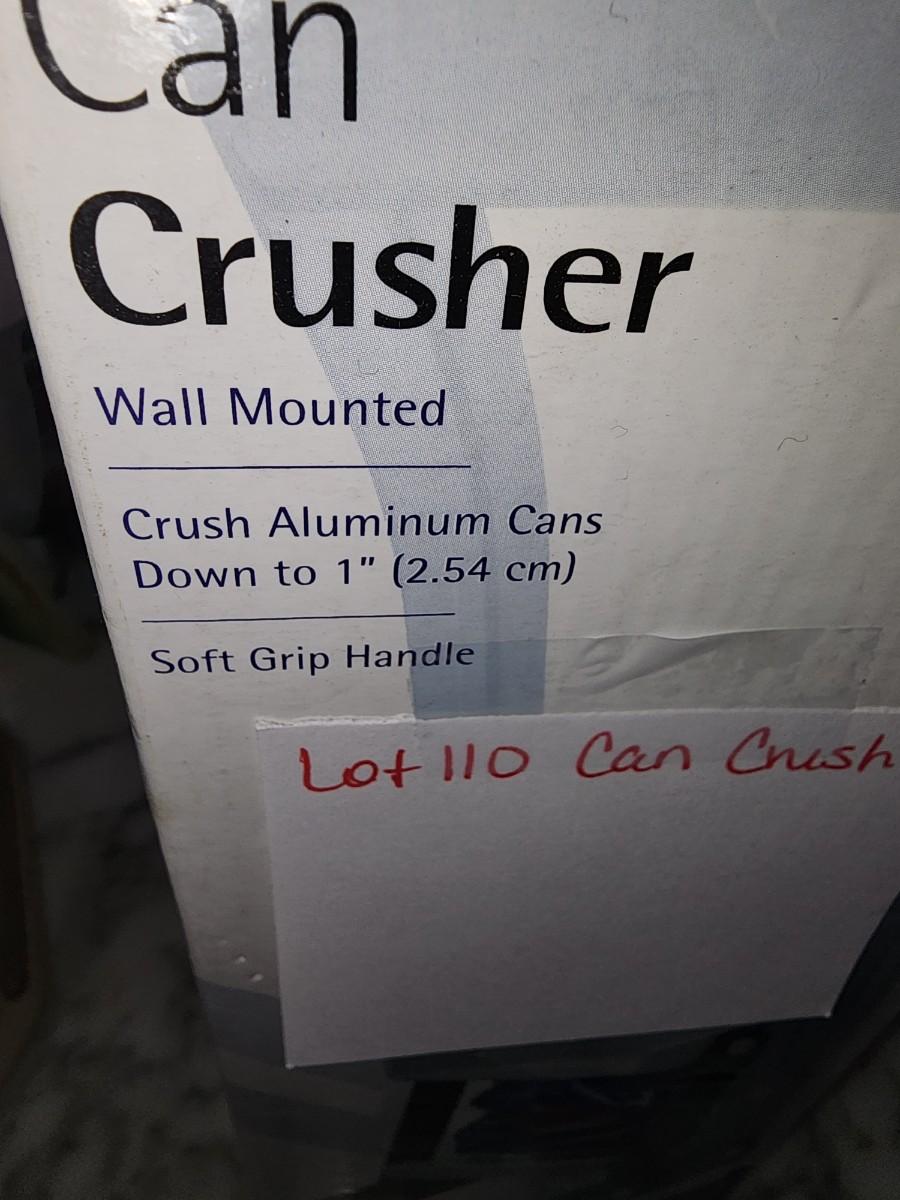 Can
Crusher
Wall Mounted
Crush Aluminum Cans
Down to 1" (2.54 cm)
Soft Grip Handle
Lot 110 Can Crush